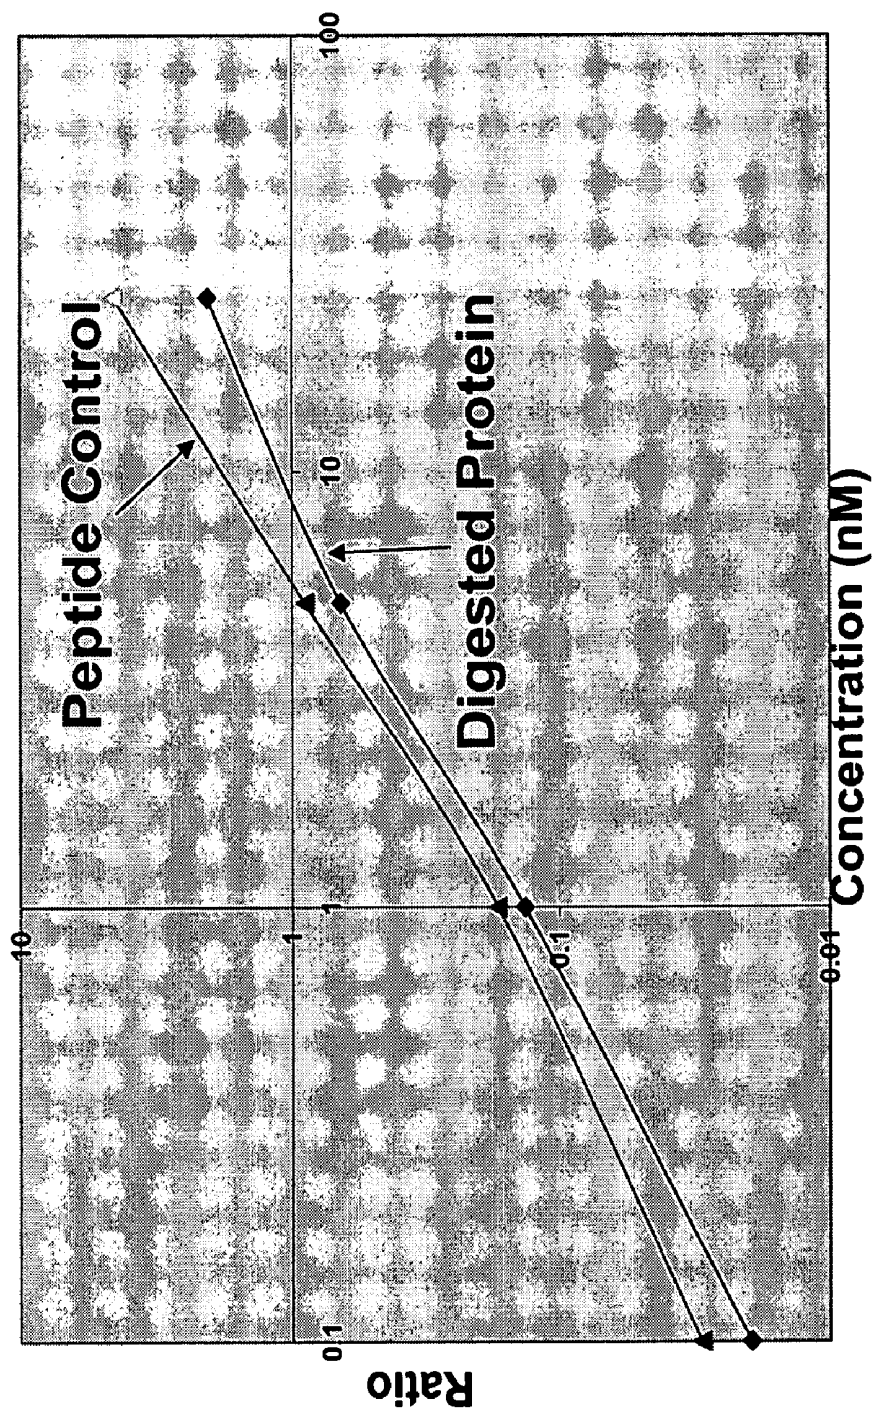 Ratio
10
1
0.1
0.01
0.1
1
10
100
Peptide Control
Digested Protein
Concentration (nM)